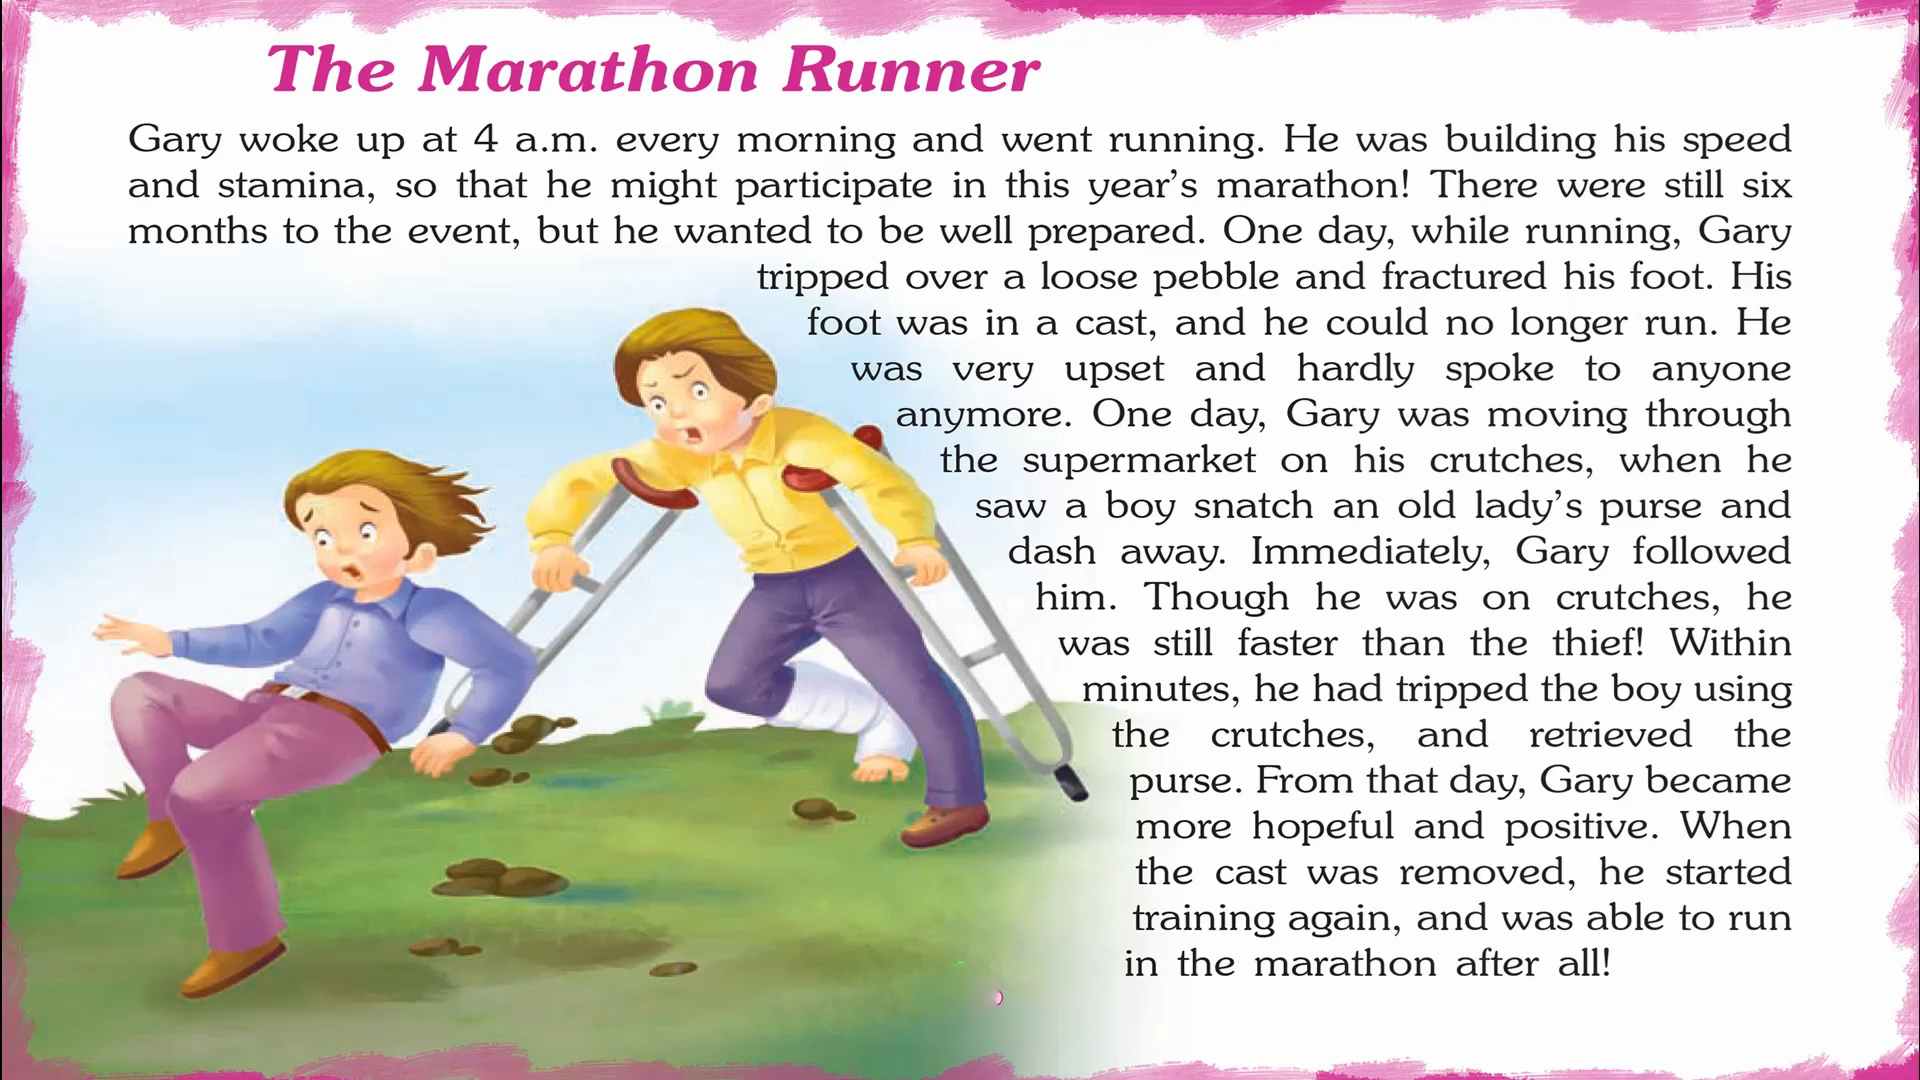 The Marathon Runner
Gary woke up at 4 a.m. every morning and went running. He was building his speed
and stamina, so that he might participate in this year's marathon! There were still six
months to the event, but he wanted to be well prepared. One day, while running, Gary
tripped over a loose pebble and fractured his foot. His
foot was in a cast, and he could no longer run. He
was very upset and hardly spoke to anyone
anymore. One day, Gary was moving through
the supermarket on his crutches, when he
saw a boy snatch an old lady's purse and
dash away. Immediately, Gary followed
him. Though he was on crutches, he
was still faster than the thief! Within
minutes, he had tripped the boy using
the crutches, and retrieved the
purse. From that day, Gary became
more hopeful and positive. When
the cast was removed, he started
training again, and was able to run
in the marathon after all!